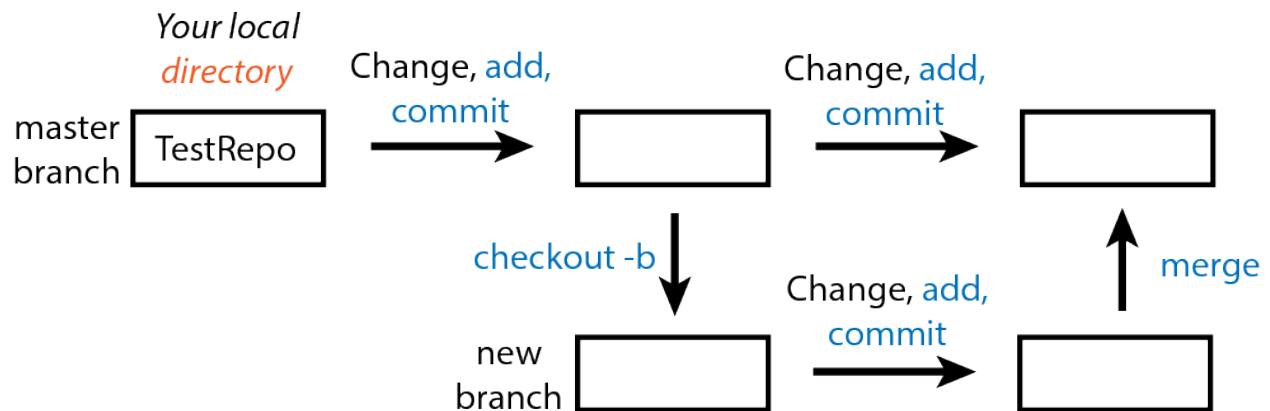 Your local
directory
Change, add,
commit
Change, add,
commit
master
branch
TestRepo
checkout -b
merge
Change, add,
commit
new
branch